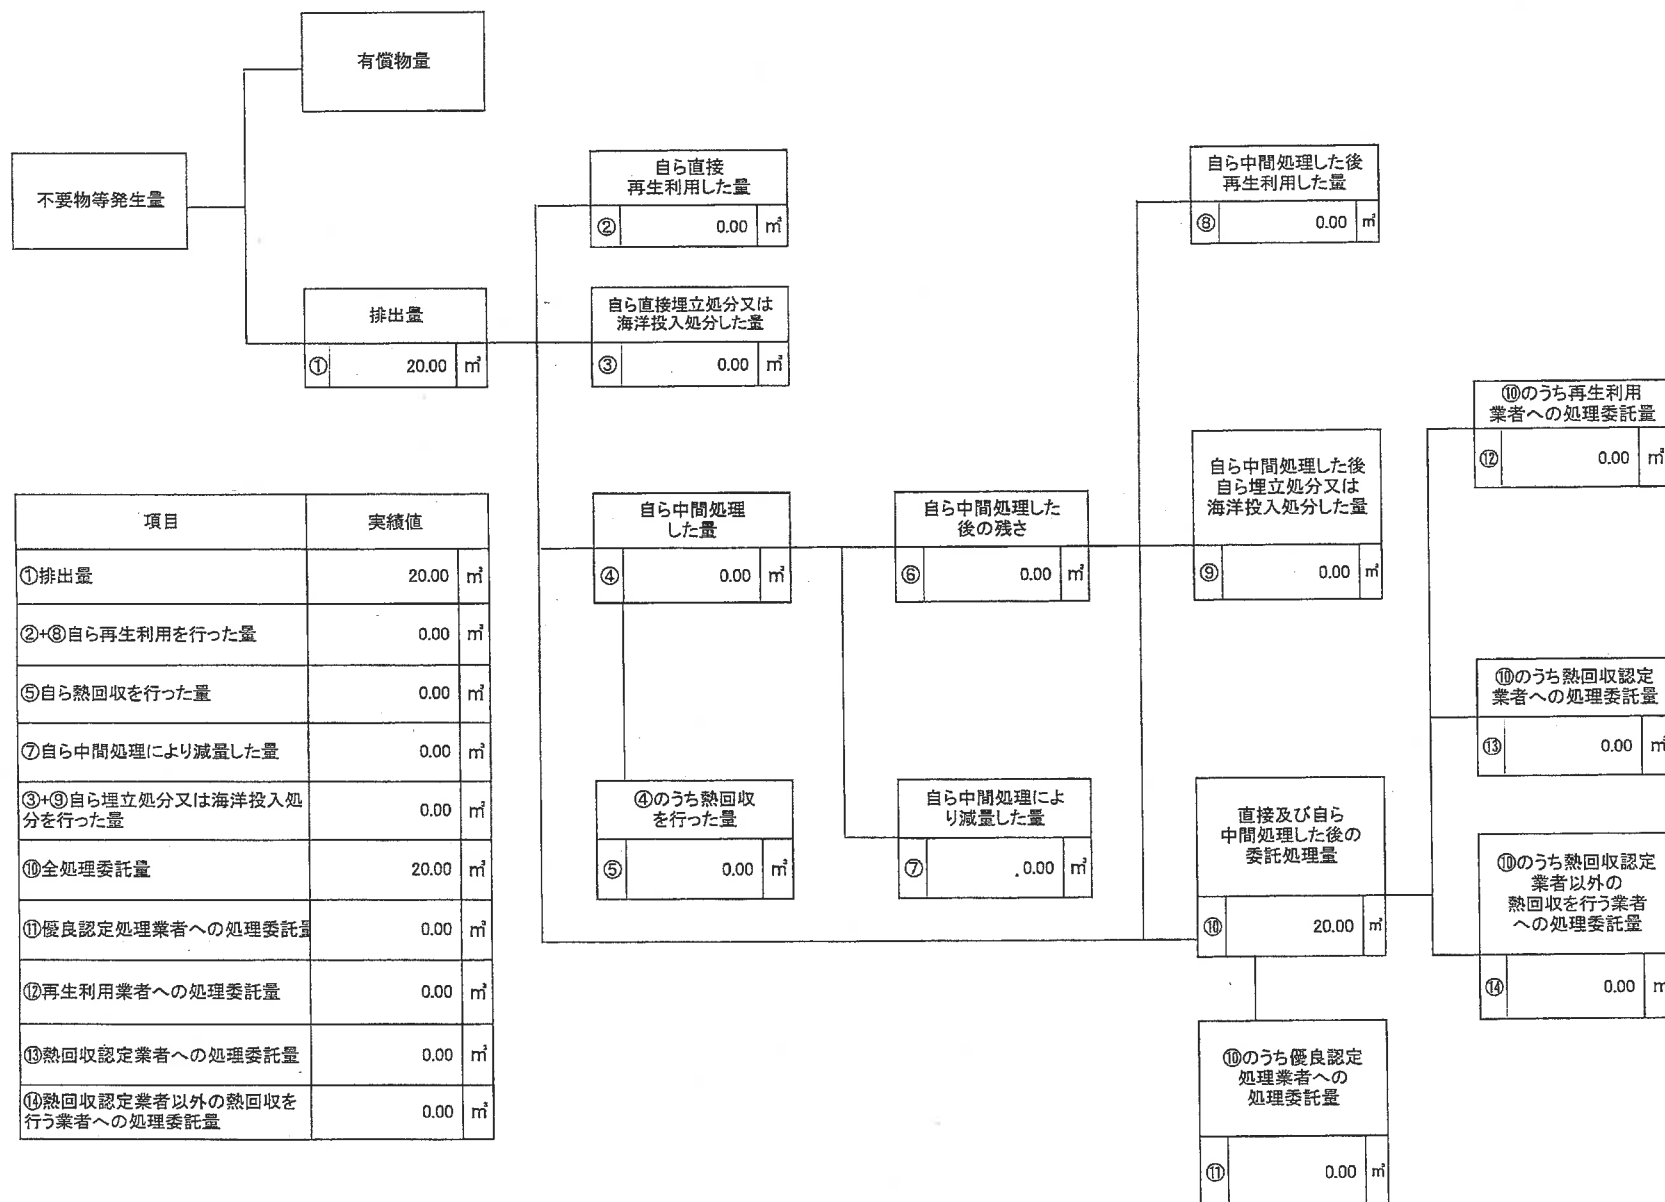 有償物量
不要物等発生量
排出量
① 20.00 ㎥
自ら直接
再生利用した量
② 0.00 ㎥
自ら直接埋立処分又は
海洋投入処分した量
③ 0.00 ㎥
自ら中間処理
した量
④ 0.00 ㎥
④のうち熱回収
を行った量
⑤ 0.00 ㎥
自ら中間処理した
後の残さ
⑥ 0.00 ㎥
自ら中間処理によ
り減量した量
⑦ 0.00 ㎥
自ら中間処理した後
再生利用した量
⑧ 0.00 ㎥
自ら中間処理した後
自ら埋立処分又は
海洋投入処分した量
⑨ 0.00 ㎥
直接及び自ら
中間処理した後の
委託処理量
⑩ 20.00 ㎥
⑩のうち優良認定
処理業者への
処理委託量
⑪ 0.00 ㎥
⑩のうち再生利用
業者への処理委託量
⑫ 0.00 ㎥
⑩のうち熱回収認定
業者への処理委託量
⑬ 0.00 ㎥
⑩のうち熱回収認定
業者以外の
熱回収を行う業者
への処理委託量
⑭ 0.00
項目 実績値
①排出量 20.00 ㎥
②+⑧自ら再生利用を行った量 0.00 ㎥
⑤自ら熱回収を行った量 0.00 ㎥
⑦自ら中間処理により減量した量 0.00 ㎥
③+⑨自ら埋立処分又は海洋投入処
分を行った量 0.00 ㎥
⑩全処理委託量 20.00 ㎥
⑪優良認定処理業者への処理委託量 0.00 ㎥
⑫再生利用業者への処理委託量 0.00 ㎥
⑬熱回収認定業者への処理委託量 0.00 ㎥
⑭熱回収認定業者以外の熱回収を
行う業者への処理委託量 0.00 ㎥